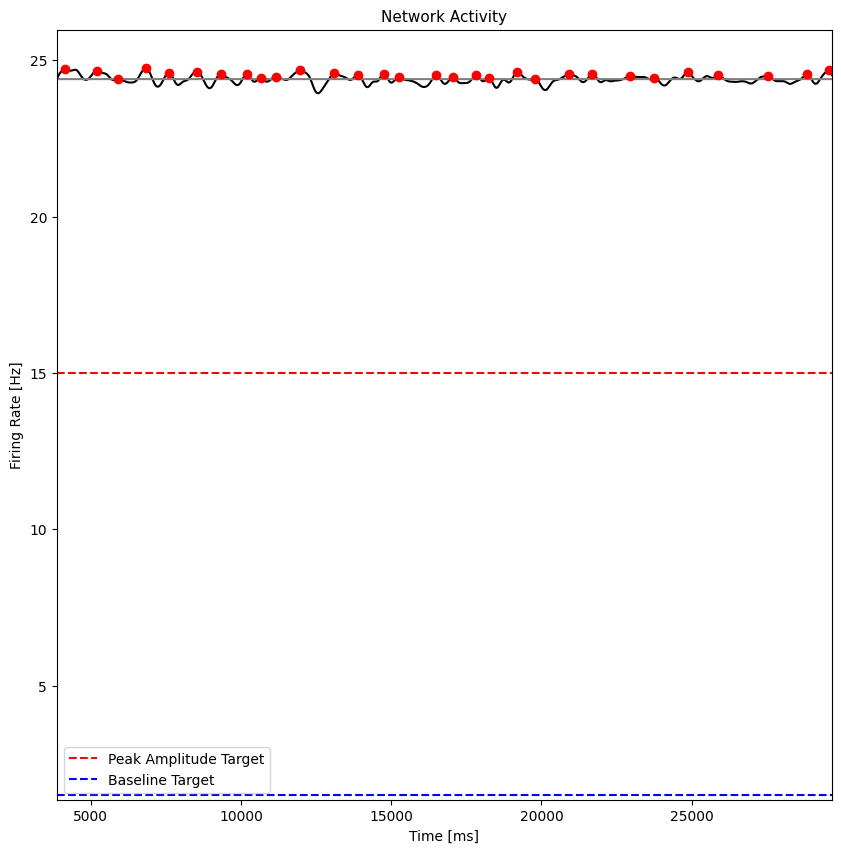 Network Activity
25
20
15
10
5
Firing Rate [Hz]
Peak Amplitude Target
Baseline Target
5000 10000 15000 20000 25000
Time [ms]